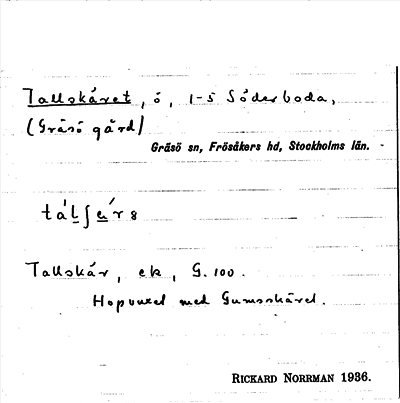 Tallskäret, ö, 1-5 Söderboda,
(Gräsö gård)
Gräsö sn, Frösåkers hd, Stockholms län.
Tallskär, ek, G. 100.
Hopvuxet med Gumsskäret.
RICKARD NORRMAN 1936.